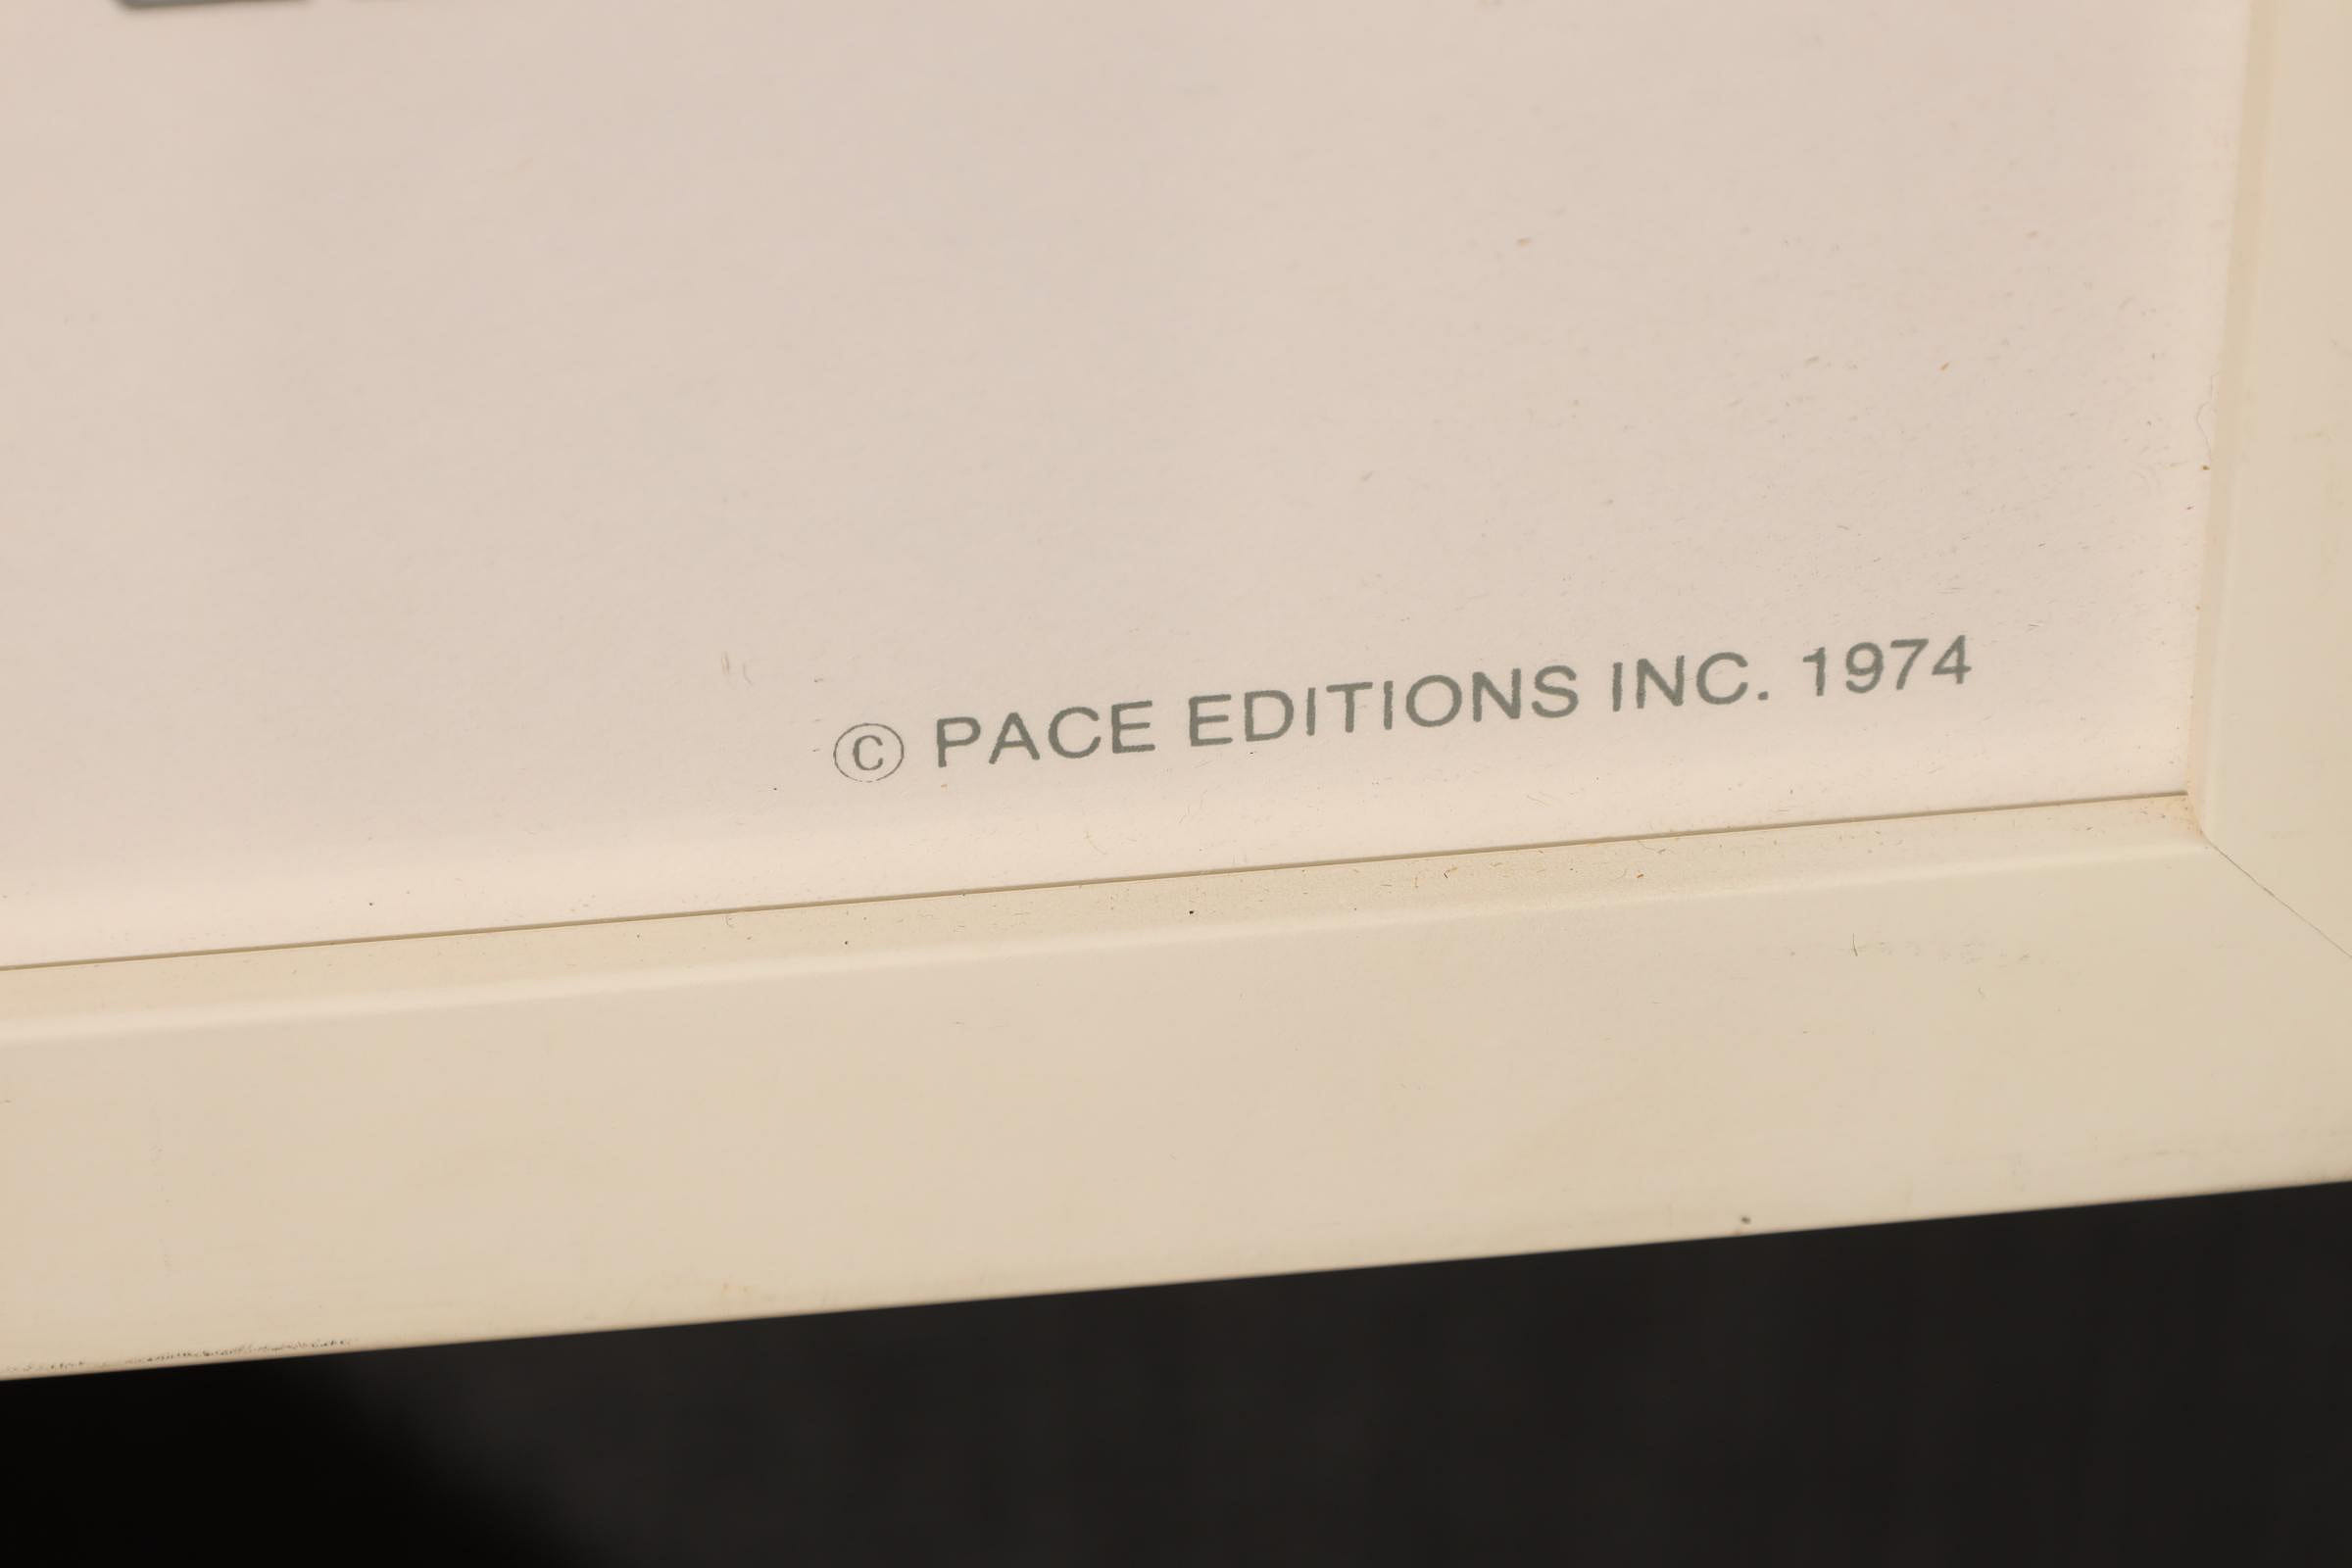 © PACE EDITIONS INC. 1974